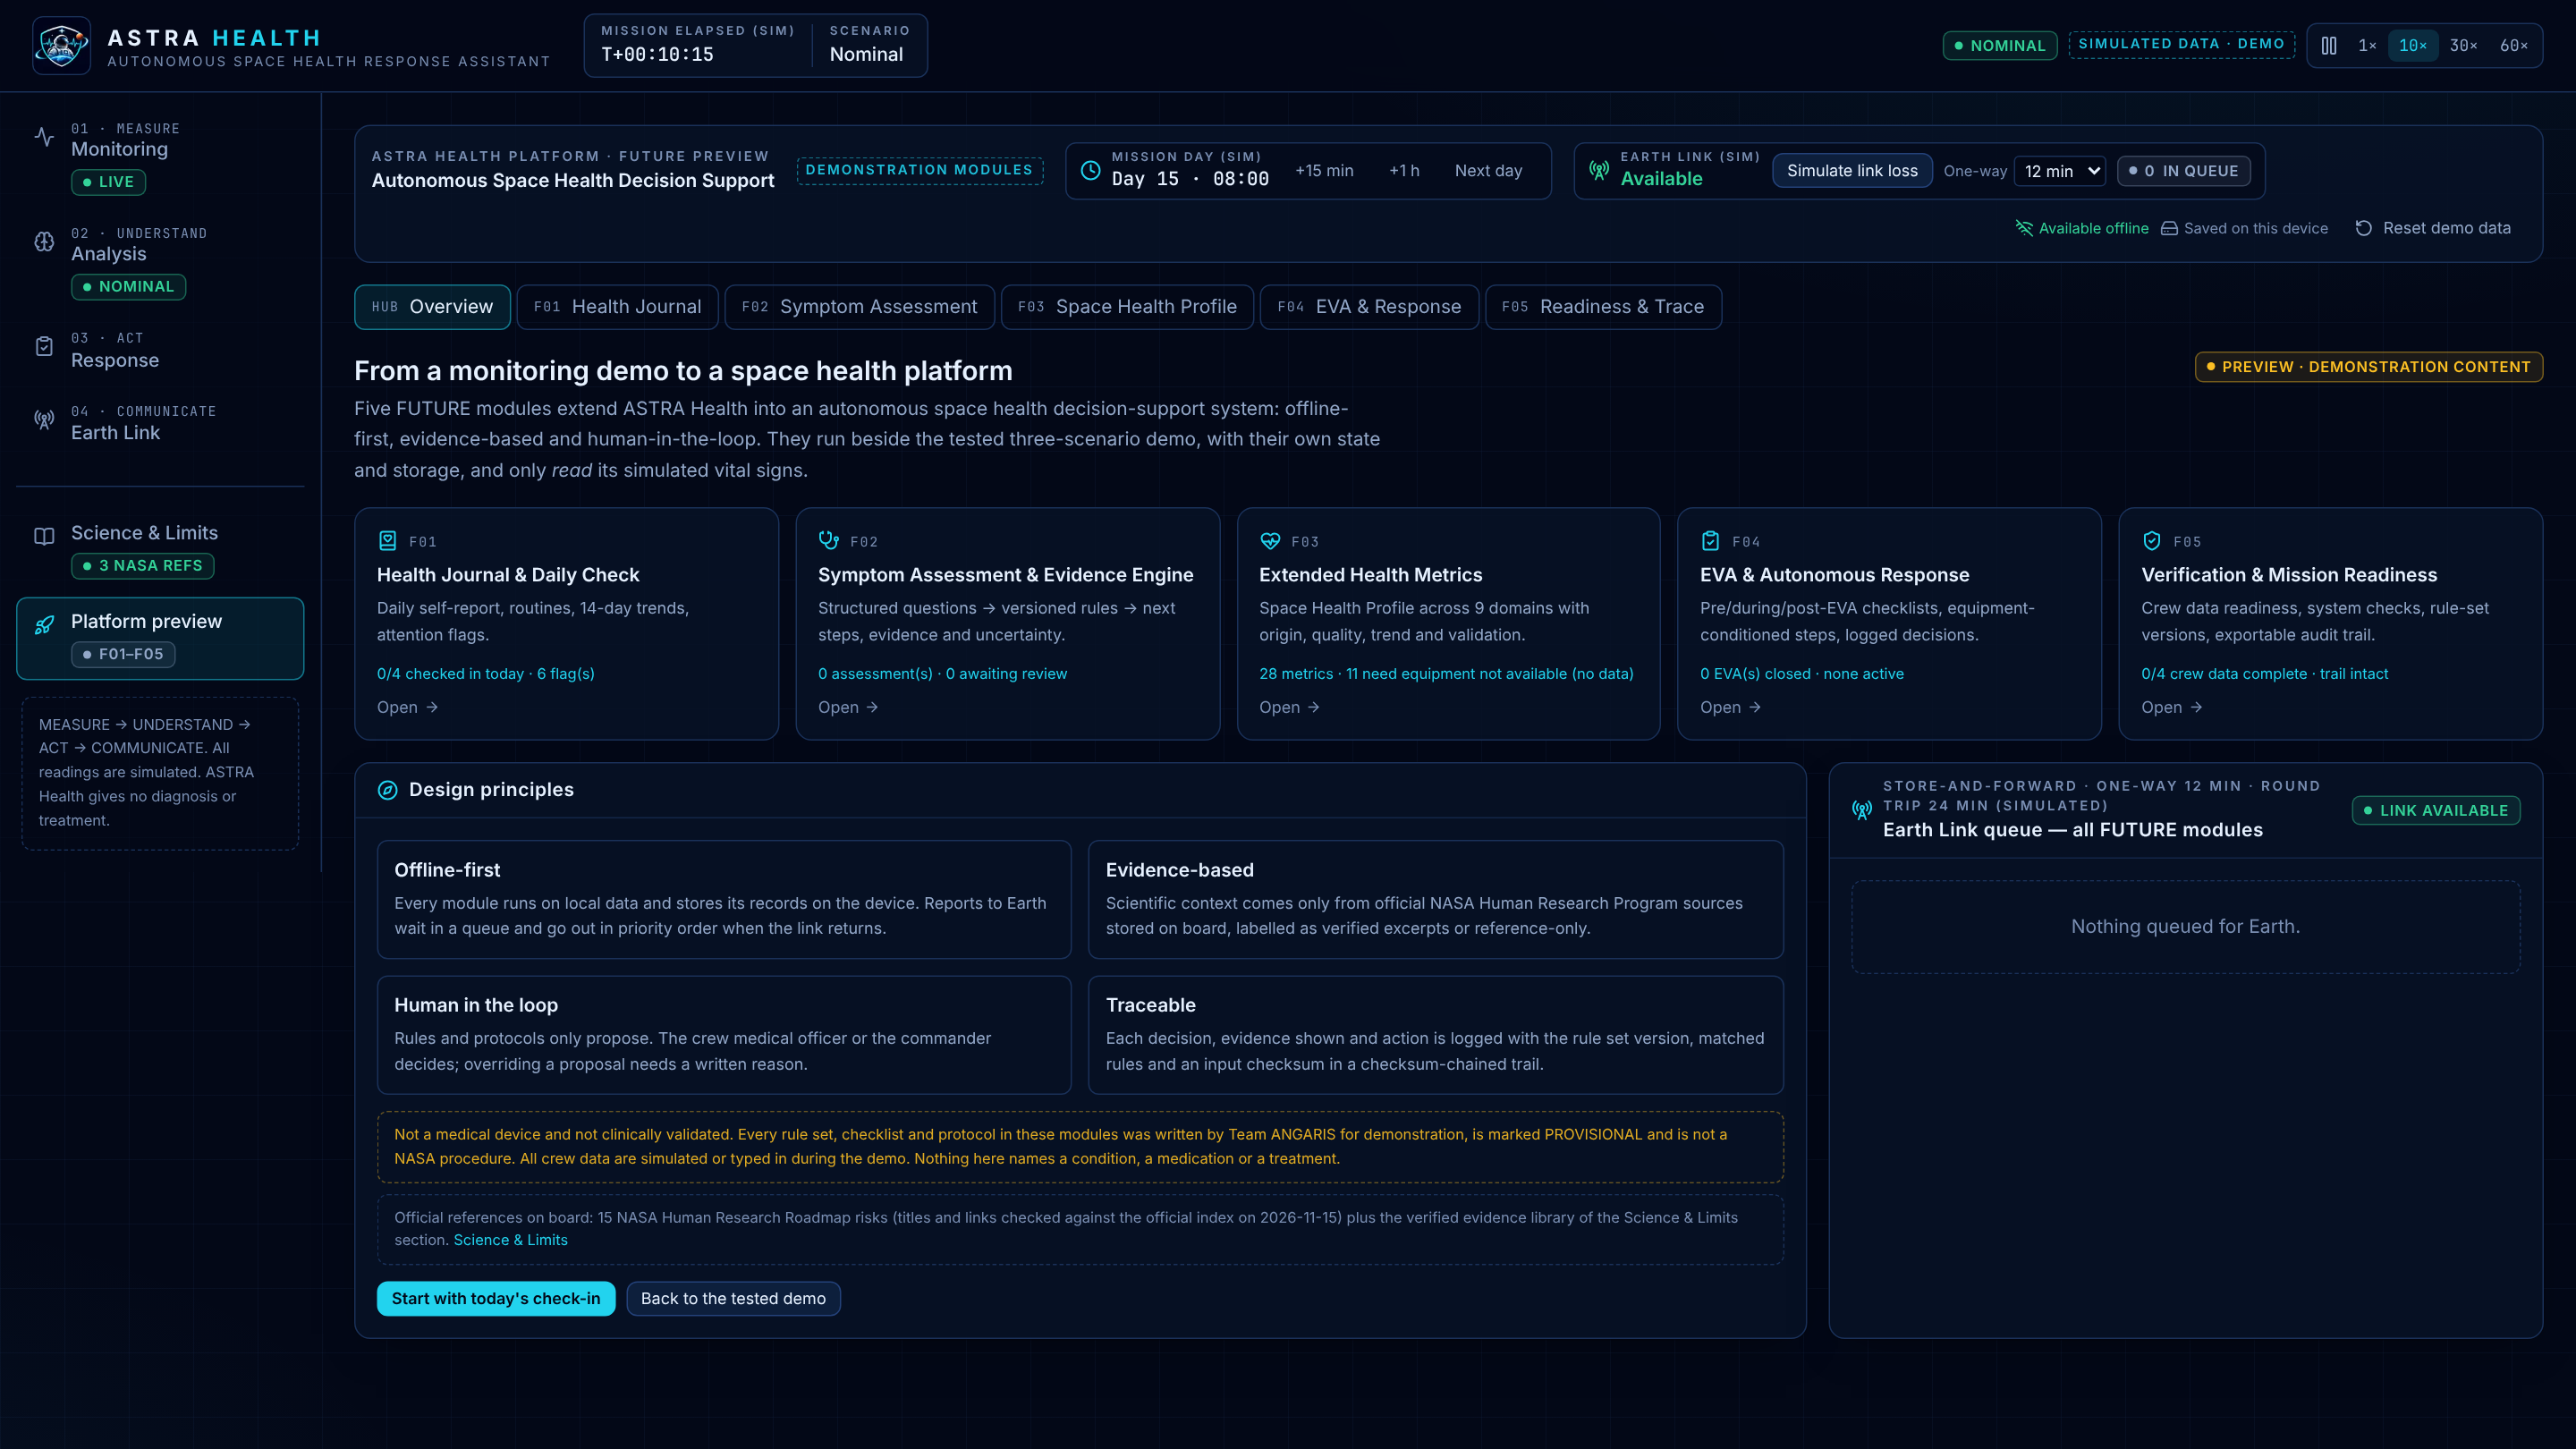 ASTRA HEALTH
AUTONOMOUS SPACE HEALTH RESPONSE ASSISTANT
MISSION ELAPSED (SIM)
T+00:10:15
SCENARIO
Nominal
NOMINAL
SIMULATED DATA · DEMO
1×
10×
30×
60×
01 · MEASURE
Monitoring
LIVE
02 · UNDERSTAND
Analysis
NOMINAL
03 · ACT
Response
04 · COMMUNICATE
Earth Link
Science & Limits
3 NASA REFS
Platform preview
F01–F05
MEASURE → UNDERSTAND →
ACT → COMMUNICATE. All
readings are simulated. ASTRA
Health gives no diagnosis or
treatment.
ASTRA HEALTH PLATFORM · FUTURE PREVIEW
Autonomous Space Health Decision Support
DEMONSTRATION MODULES
MISSION DAY (SIM)
Day 15 · 08:00
+15 min
+1 h
Next day
EARTH LINK (SIM)
Available
Simulate link loss
One-way
12 min
0 IN QUEUE
Available offline
Saved on this device
Reset demo data
HUB Overview
F01 Health Journal
F02 Symptom Assessment
F03 Space Health Profile
F04 EVA & Response
F05 Readiness & Trace
From a monitoring demo to a space health platform
PREVIEW · DEMONSTRATION CONTENT
Five FUTURE modules extend ASTRA Health into an autonomous space health decision-support system: offline-
first, evidence-based and human-in-the-loop. They run beside the tested three-scenario demo, with their own state
and storage, and only read its simulated vital signs.
F01
Health Journal & Daily Check
Daily self-report, routines, 14-day trends,
attention flags.
0/4 checked in today · 6 flag(s)
Open →
F02
Symptom Assessment & Evidence Engine
Structured questions → versioned rules → next
steps, evidence and uncertainty.
0 assessment(s) · 0 awaiting review
Open →
F03
Extended Health Metrics
Space Health Profile across 9 domains with
origin, quality, trend and validation.
28 metrics · 11 need equipment not available (no data)
Open →
F04
EVA & Autonomous Response
Pre/during/post-EVA checklists, equipment-
conditioned steps, logged decisions.
0 EVA(s) closed · none active
Open →
F05
Verification & Mission Readiness
Crew data readiness, system checks, rule-set
versions, exportable audit trail.
0/4 crew data complete · trail intact
Open →
Design principles
Offline-first
Every module runs on local data and stores its records on the device. Reports to Earth
wait in a queue and go out in priority order when the link returns.
Evidence-based
Scientific context comes only from official NASA Human Research Program sources
stored on board, labelled as verified excerpts or reference-only.
Human in the loop
Rules and protocols only propose. The crew medical officer or the commander
decides; overriding a proposal needs a written reason.
Traceable
Each decision, evidence shown and action is logged with the rule set version, matched
rules and an input checksum in a checksum-chained trail.
Not a medical device and not clinically validated. Every rule set, checklist and protocol in these modules was written by Team ANGARIS for demonstration, is marked PROVISIONAL and is not a
NASA procedure. All crew data are simulated or typed in during the demo. Nothing here names a condition, a medication or a treatment.
Official references on board: 15 NASA Human Research Roadmap risks (titles and links checked against the official index on 2026-11-15) plus the verified evidence library of the Science & Limits
section. Science & Limits
Start with today's check-in
Back to the tested demo
STORE-AND-FORWARD · ONE-WAY 12 MIN · ROUND
TRIP 24 MIN (SIMULATED)
Earth Link queue — all FUTURE modules
LINK AVAILABLE
Nothing queued for Earth.